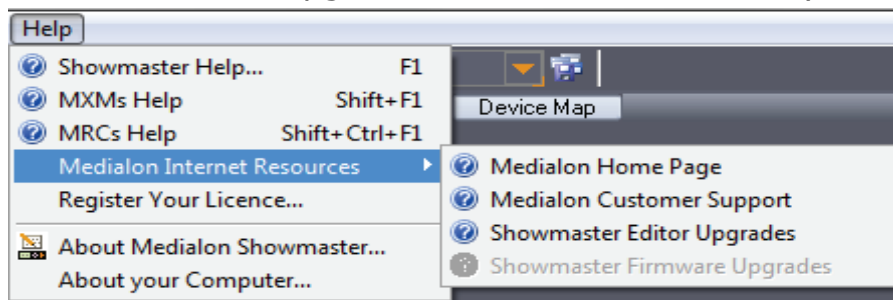 Help
Showmaster Help... F1
MXMs Help Shift+F1
MRCs Help Shift+Ctrl+F1
Medialon Internet Resources
Register Your Licence...
About Medialon Showmaster...
About your Computer...
Device Map
Medialon Home Page
Medialon Customer Support
Showmaster Editor Upgrades
Showmaster Firmware Upgrades